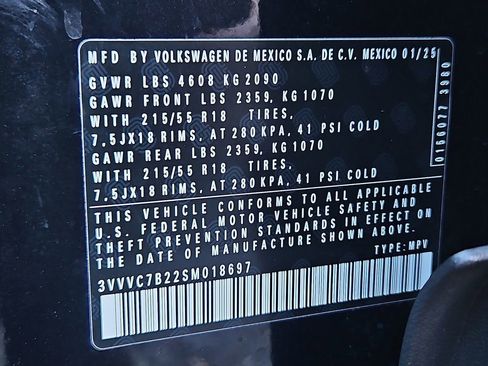 MFD BY VOLKSWAGEN DE MEXICO S.A. DE C.V. MEXICO 01/25
GVWR LBS 4608 KG 2090
GAWR FRONT LBS 2359, KG 1070
WITH 215/55 R18 TIRES,
7,5JX18 RIMS, AT 280 KPA, 41 PSI COLD
GAWR REAR LBS 2359, KG 1070
WITH 215/55 R18 TIRES,
7,5JX18 RIMS, AT 280 KPA, 41 PSI COLD
THIS VEHICLE CONFORMS TO ALL APPLICABLE
U.S. FEDERAL MOTOR VEHICLE SAFETY AND
THEFT PREVENTION STANDARDS IN EFFECT ON
THE DATE OF MANUFACTURE SHOWN ABOVE.
TYPE: MPV
3VVVC7B22SM018697
0166077 3980